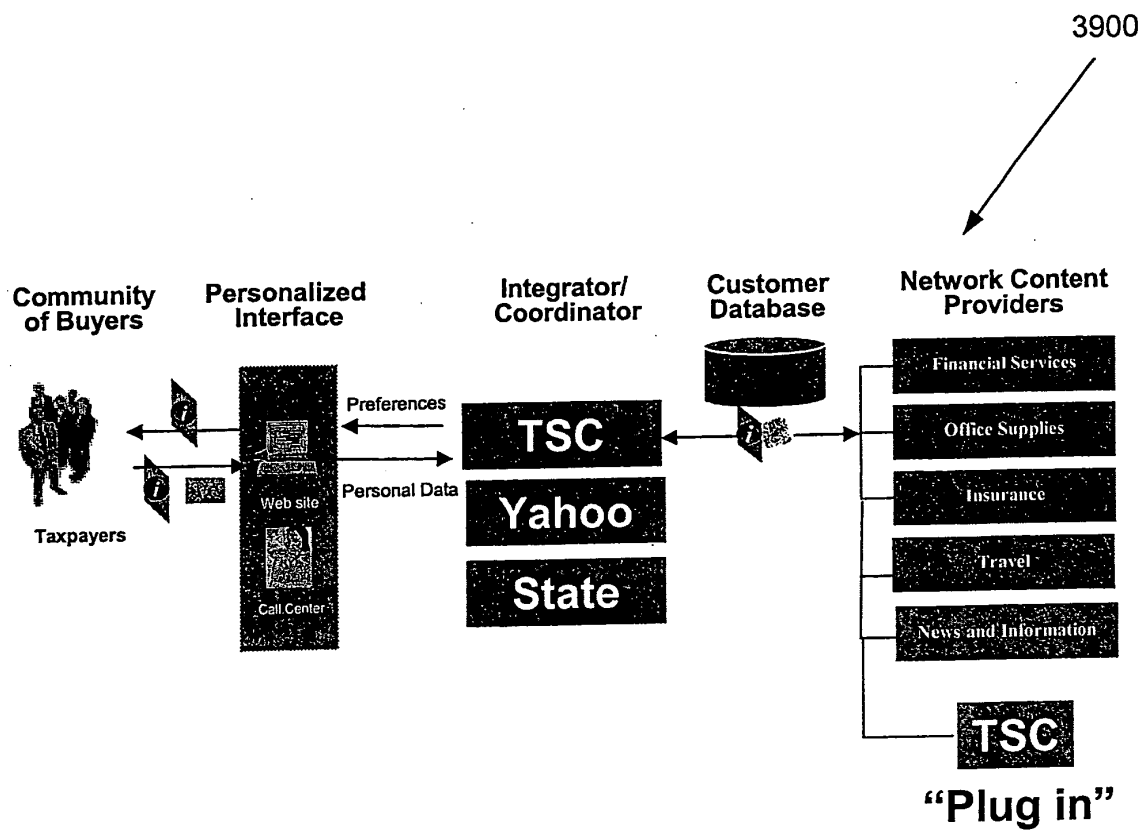 3900
Community
of Buyers
Personalized
Interface
Integrator/
Coordinator
Customer
Database
Network Content
Providers
Taxpayers
i
i
Web site
Call Center
Preferences
Personal Data
TSC
Yahoo
State
i
Financial Services
Office Supplies
Insurance
Travel
News and Information
TSC
“Plug in”